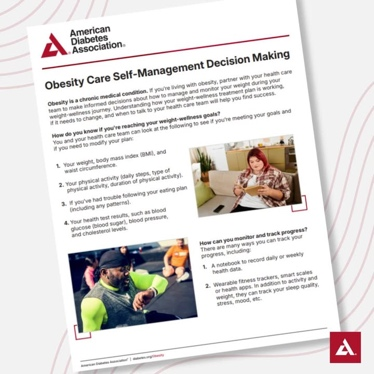 American
Diabetes
Association®
Obesity Care Self-Management Decision Making
Obesity is a chronic medical condition. If you're living with obesity, partner with your health care
team to make informed decisions about how to manage and monitor your weight during your
weight-wellness journey. Understanding how your weight-wellness treatment plan is working,
if it needs to change, and when to talk to your health care team will help you find success.
How do you know if you're reaching your weight-wellness goals?
You and your health care team can look at the following to see if you're meeting your goals and
if you need to modify your plan:
1. Your weight, body mass index (BMI), and
waist circumference.
2. Your physical activity (daily steps, type of
physical activity, duration of physical activity).
3. If you've had trouble following your eating plan
(including any patterns).
4. Your health test results, such as blood
glucose (blood sugar), blood pressure,
and cholesterol levels.
How can you monitor and track progress?
There are many ways you can track your
progress, including:
1. A notebook to record daily or weekly
health data.
2. Wearable fitness trackers, smart scales
or health apps. In addition to activity and
weight, they can track your sleep quality,
stress, mood, etc.
American Diabetes Association® | diabetes.org/obesity